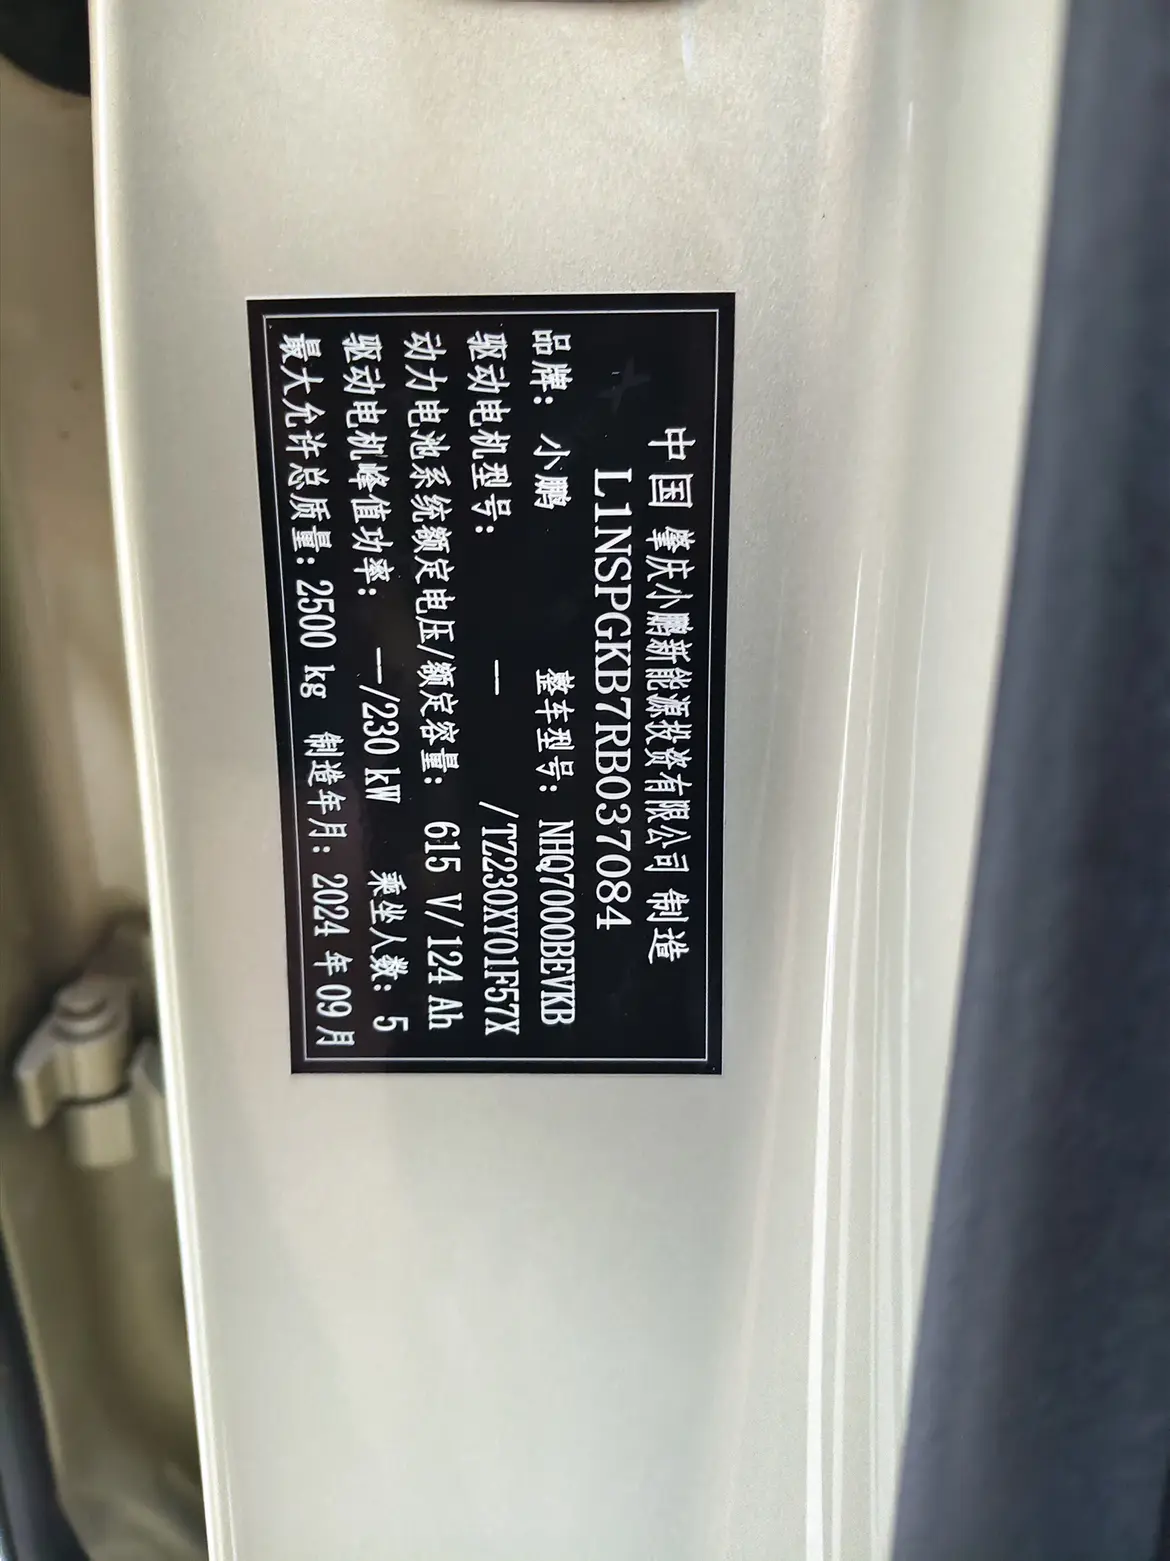 中国 肇庆小鹏新能源投资有限公司 制造
L1NSPGKB7RB037084
品牌：小鹏 整车型号：NHQ7000BEVKB
驱动电机型号： — /TZ230XY01F57X
动力电池系统额定电压/额定容量：615 V/124 Ah
驱动电机峰值功率：—/230 kW 乘坐人数：5
最大允许总质量：2500 kg 制造年月：2024 年 09 月